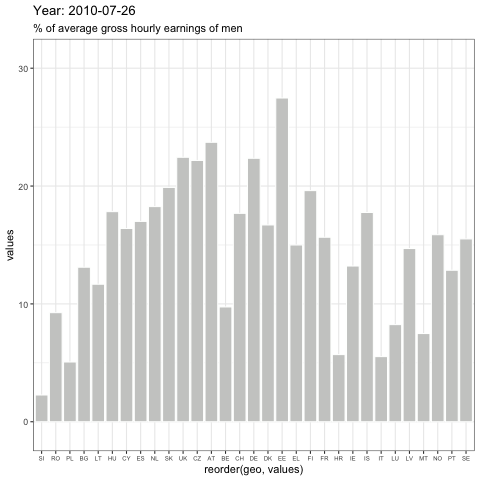 Year: 2010-07-26
% of average gross hourly earnings of men
30
20
10
0
values
SI RO PL BG LT HU CY ES NL SK UK CZ AT BE CH DE DK EE EL FI FR HR IE IS IT LU LV MT NO PT SE
reorder(geo, values)